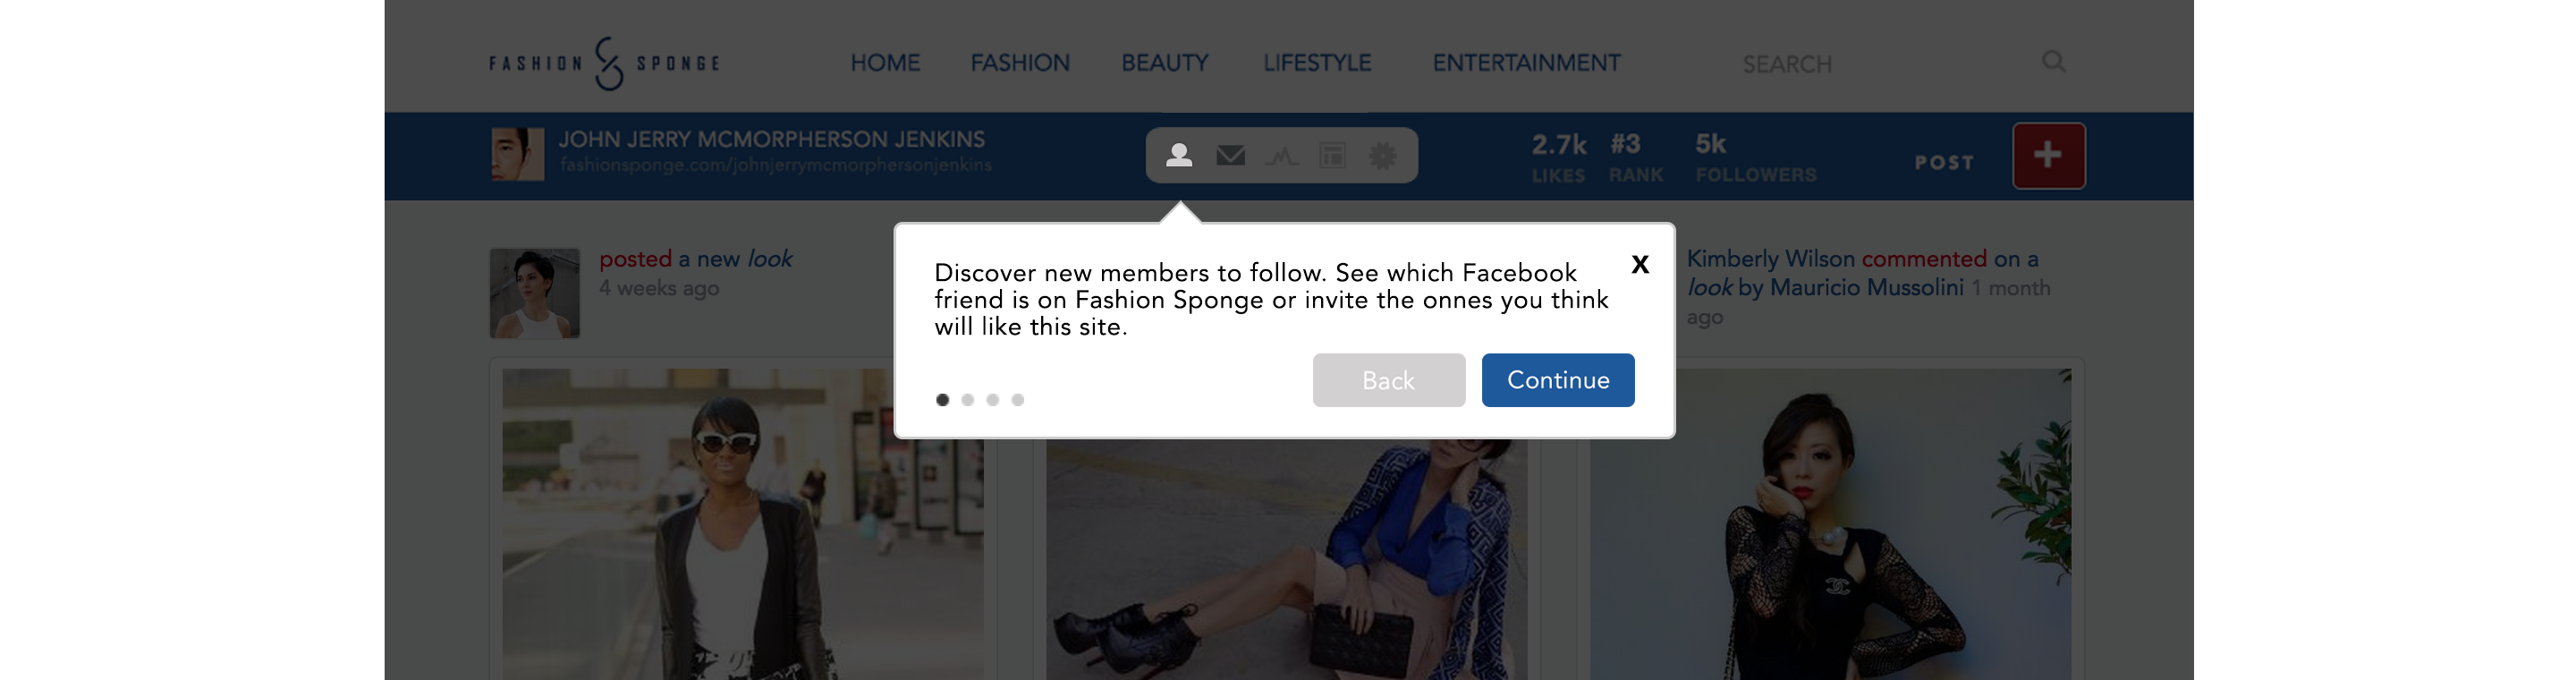 FASHION SPONGE
HOME FASHION BEAUTY LIFESTYLE ENTERTAINMENT SEARCH
JOHN JERRY MCMORPHERSON JENKINS
fashionsponge.com/johnjerrymcmorphersonjenkins
2.7k #3 5k
LIKES RANK FOLLOWERS
POST +
posted a new look
4 weeks ago
Discover new members to follow. See which Facebook
friend is on Fashion Sponge or invite the onnes you think
will like this site.
X
Back Continue
Kimberly Wilson commented on a
look by Mauricio Mussolini 1 month
ago